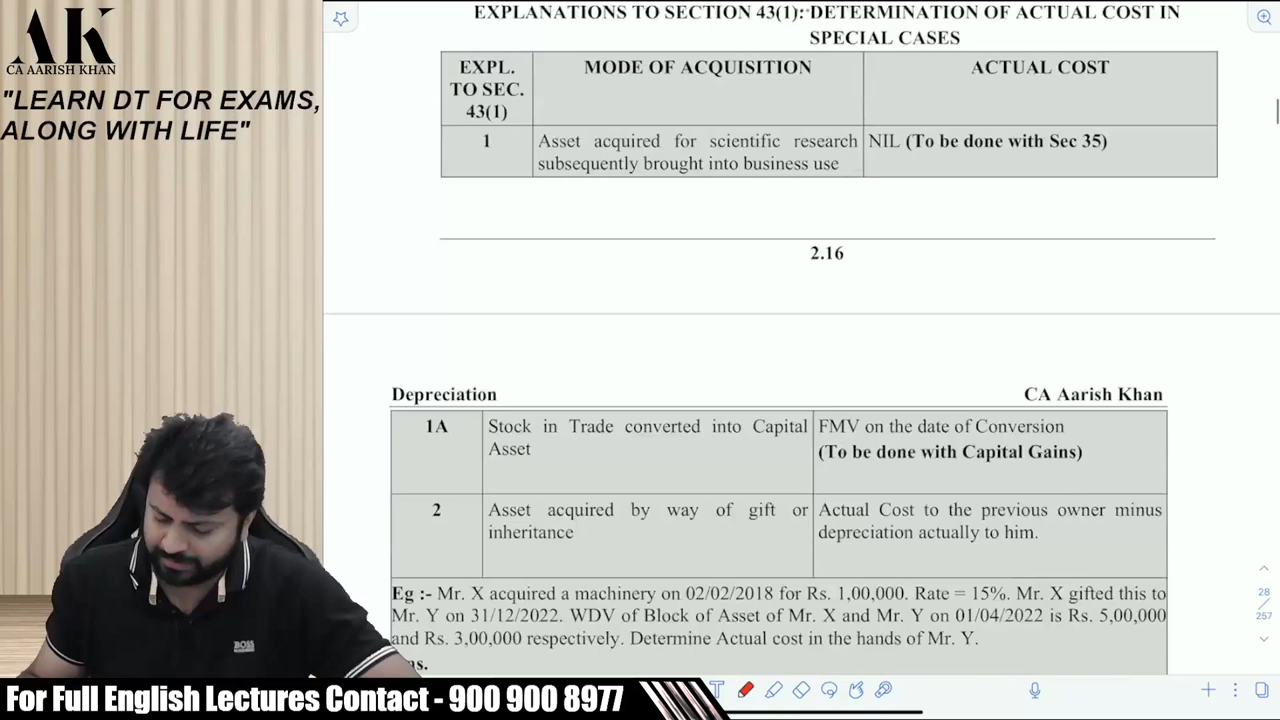 AK
CA AARISH KHAN
"LEARN DT FOR EXAMS,
ALONG WITH LIFE"
EXPLANATIONS TO SECTION 43(1): DETERMINATION OF ACTUAL COST IN
SPECIAL CASES
EXPL.
TO SEC.
43(1)
MODE OF ACQUISITION
ACTUAL COST
1
Asset acquired for scientific research
subsequently brought into business use
NIL (To be done with Sec 35)
2.16
Depreciation
CA Aarish Khan
1A
Stock in Trade converted into Capital
Asset
FMV on the date of Conversion
(To be done with Capital Gains)
2
Asset acquired by way of gift or
inheritance
Actual Cost to the previous owner minus
depreciation actually to him.
Eg :- Mr. X acquired a machinery on 02/02/2018 for Rs. 1,00,000. Rate = 15%. Mr. X gifted this to
Mr. Y on 31/12/2022. WDV of Block of Asset of Mr. X and Mr. Y on 01/04/2022 is Rs. 5,00,000
and Rs. 3,00,000 respectively. Determine Actual cost in the hands of Mr. Y.
28
257
BOSS
For Full English Lectures Contact - 900 900 8977